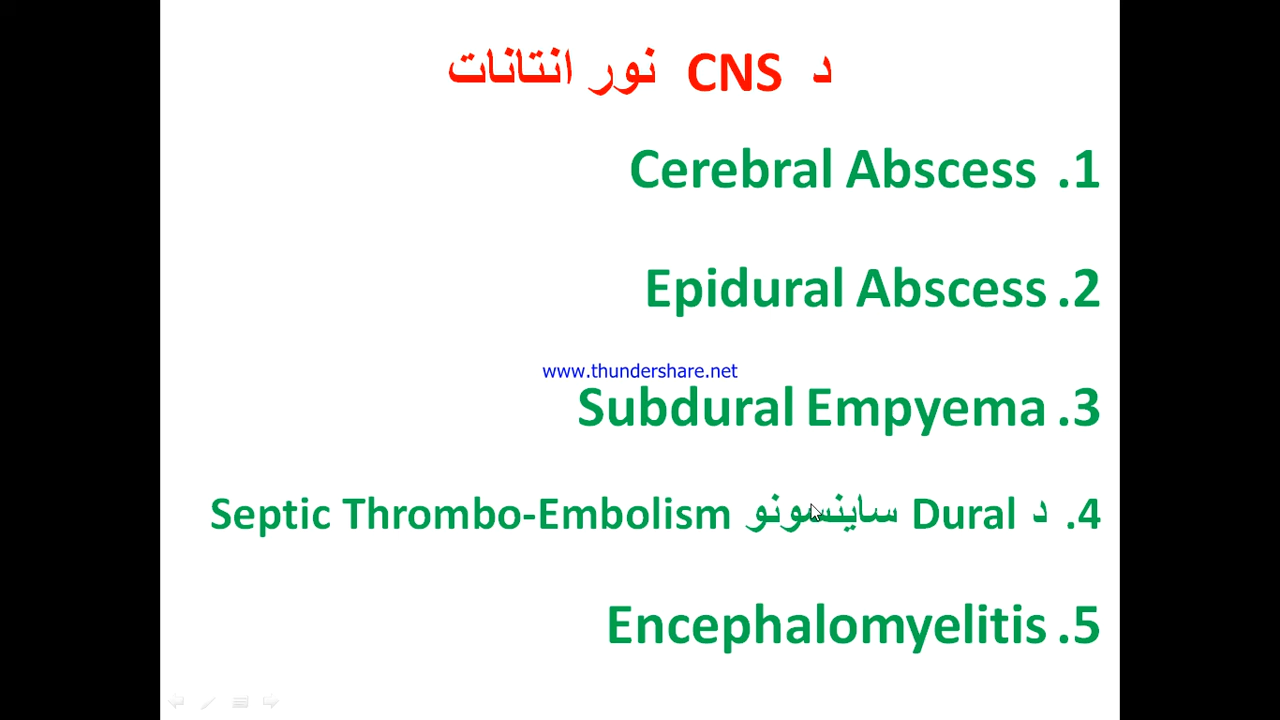 د CNS نور انتانات
1. Cerebral Abscess
2. Epidural Abscess
www.thundershare.net
3. Subdural Empyema
4. د Dural ساينسونو Septic Thrombo-Embolism
5. Encephalomyelitis